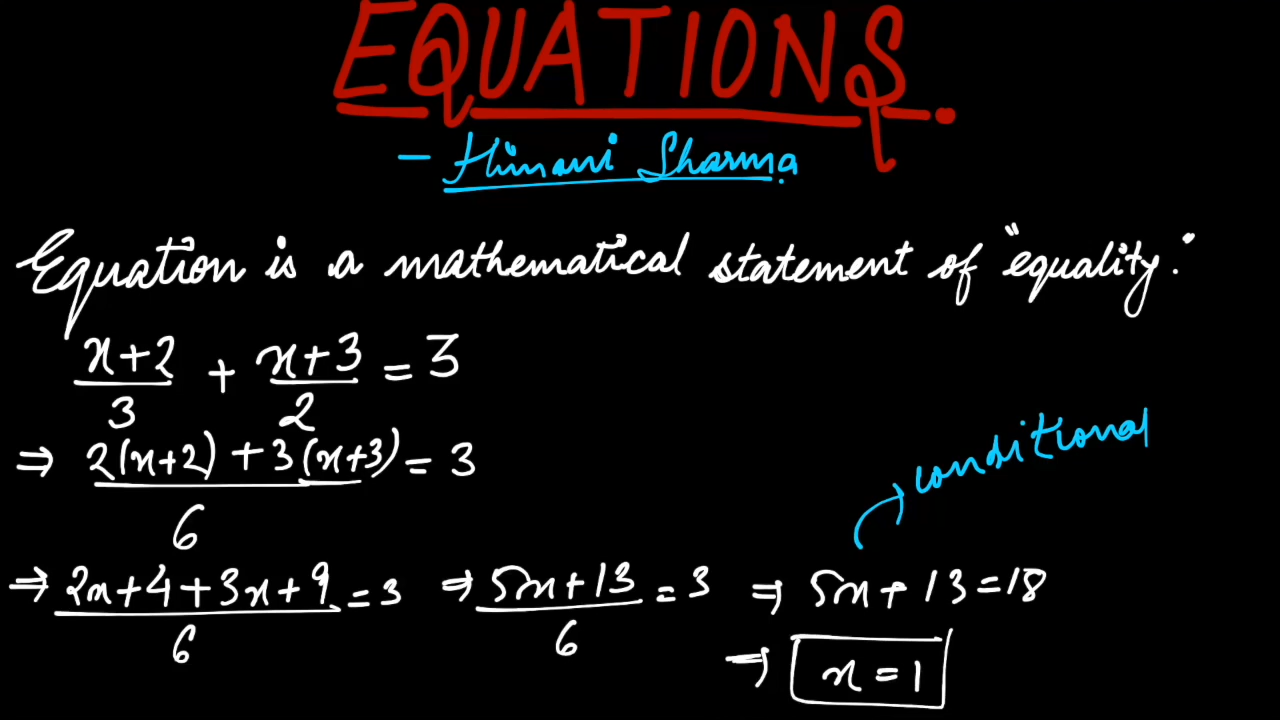 EQUATIONS.
- Himani Sharma
Equation is a mathematical statement of "equality."
x+2/3 + x+3/2 = 3
⇒ 2(x+2) + 3(x+3)/6 = 3
conditional
⇒ 2x+4+3x+9/6 = 3 ⇒ 5x+13/6 = 3 ⇒ 5x+13=18
⇒ x=1